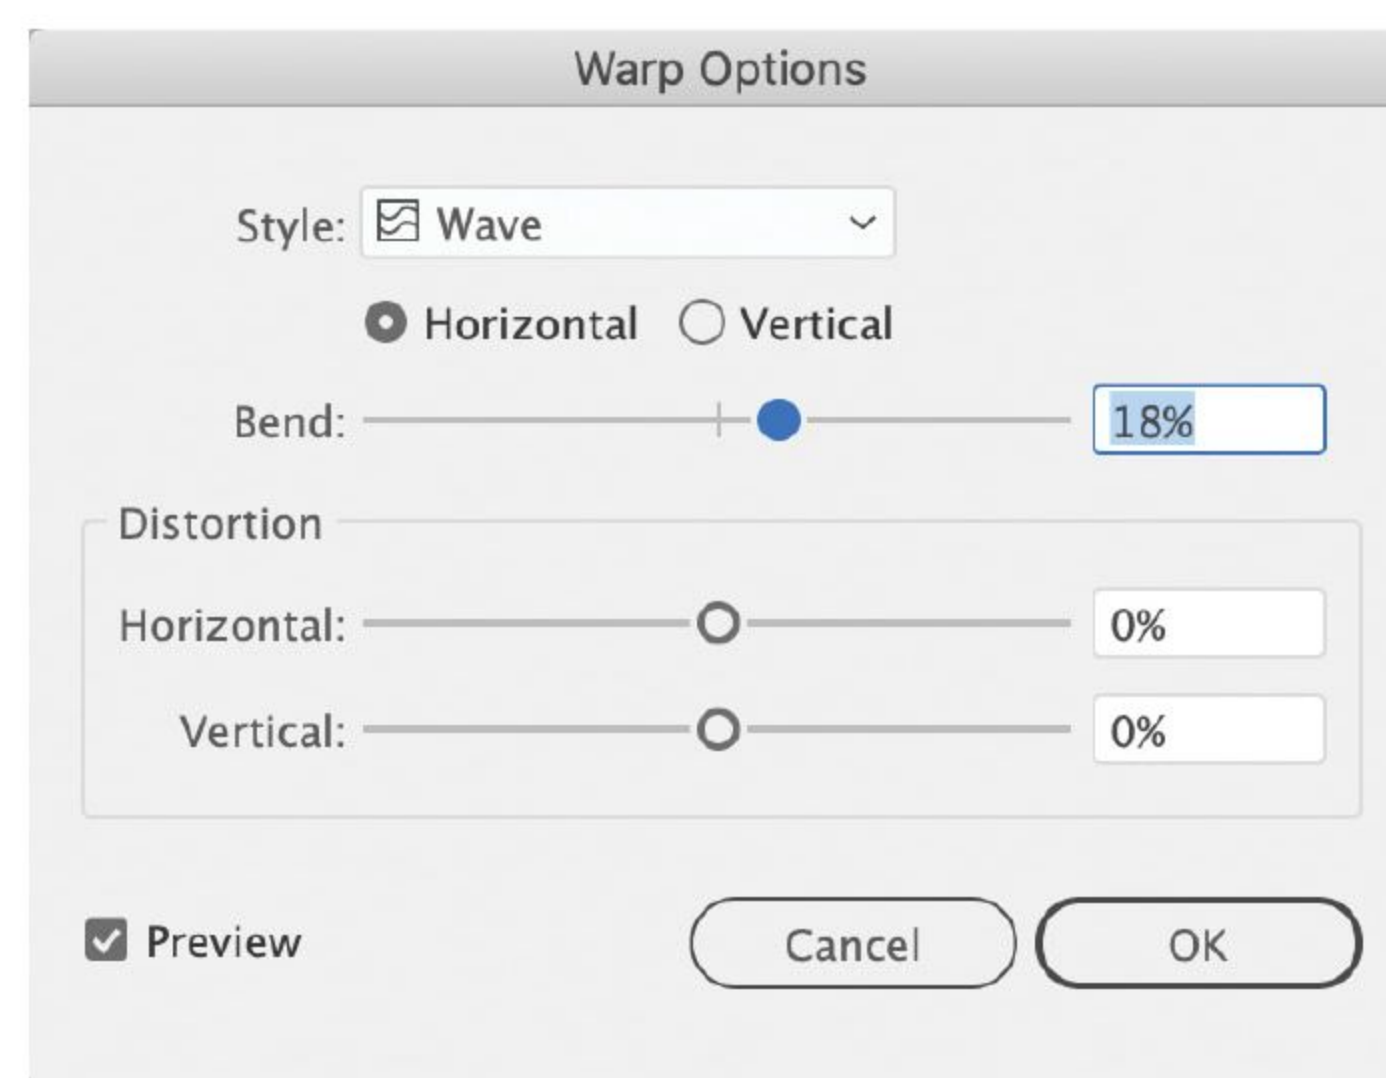 Warp Options
Style: Wave
Horizontal Vertical
Bend: 18%
Distortion
Horizontal: 0%
Vertical: 0%
Preview Cancel OK